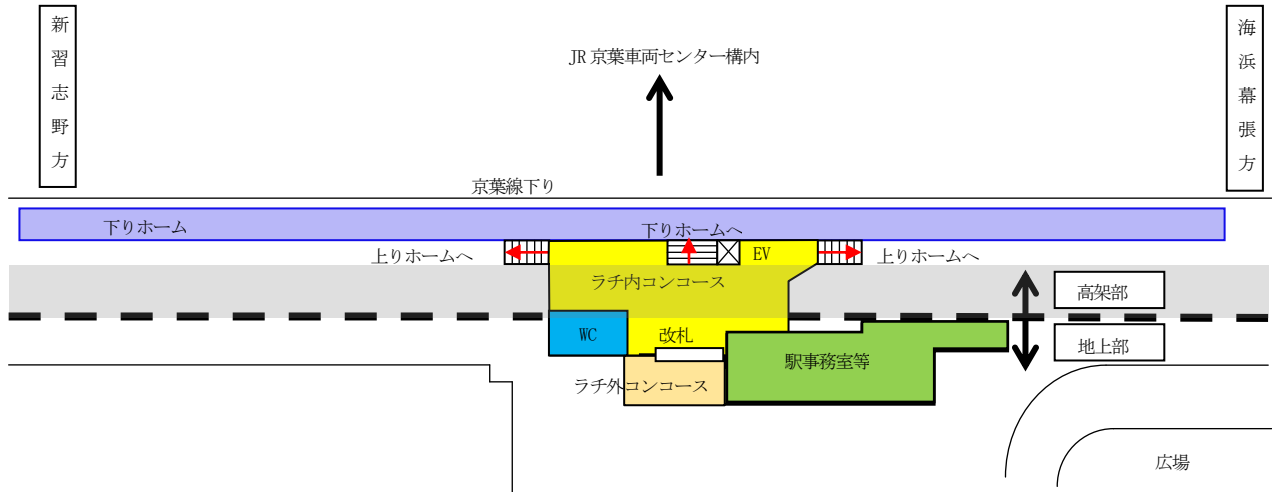 新習志野方
海浜幕張方
JR 京葉車両センター構内
京葉線下り
下りホーム
下りホームへ
上りホームへ
EV
上りホームへ
ラチ内コンコース
高架部
WC
改札
地上部
駅事務室等
ラチ外コンコース
広場